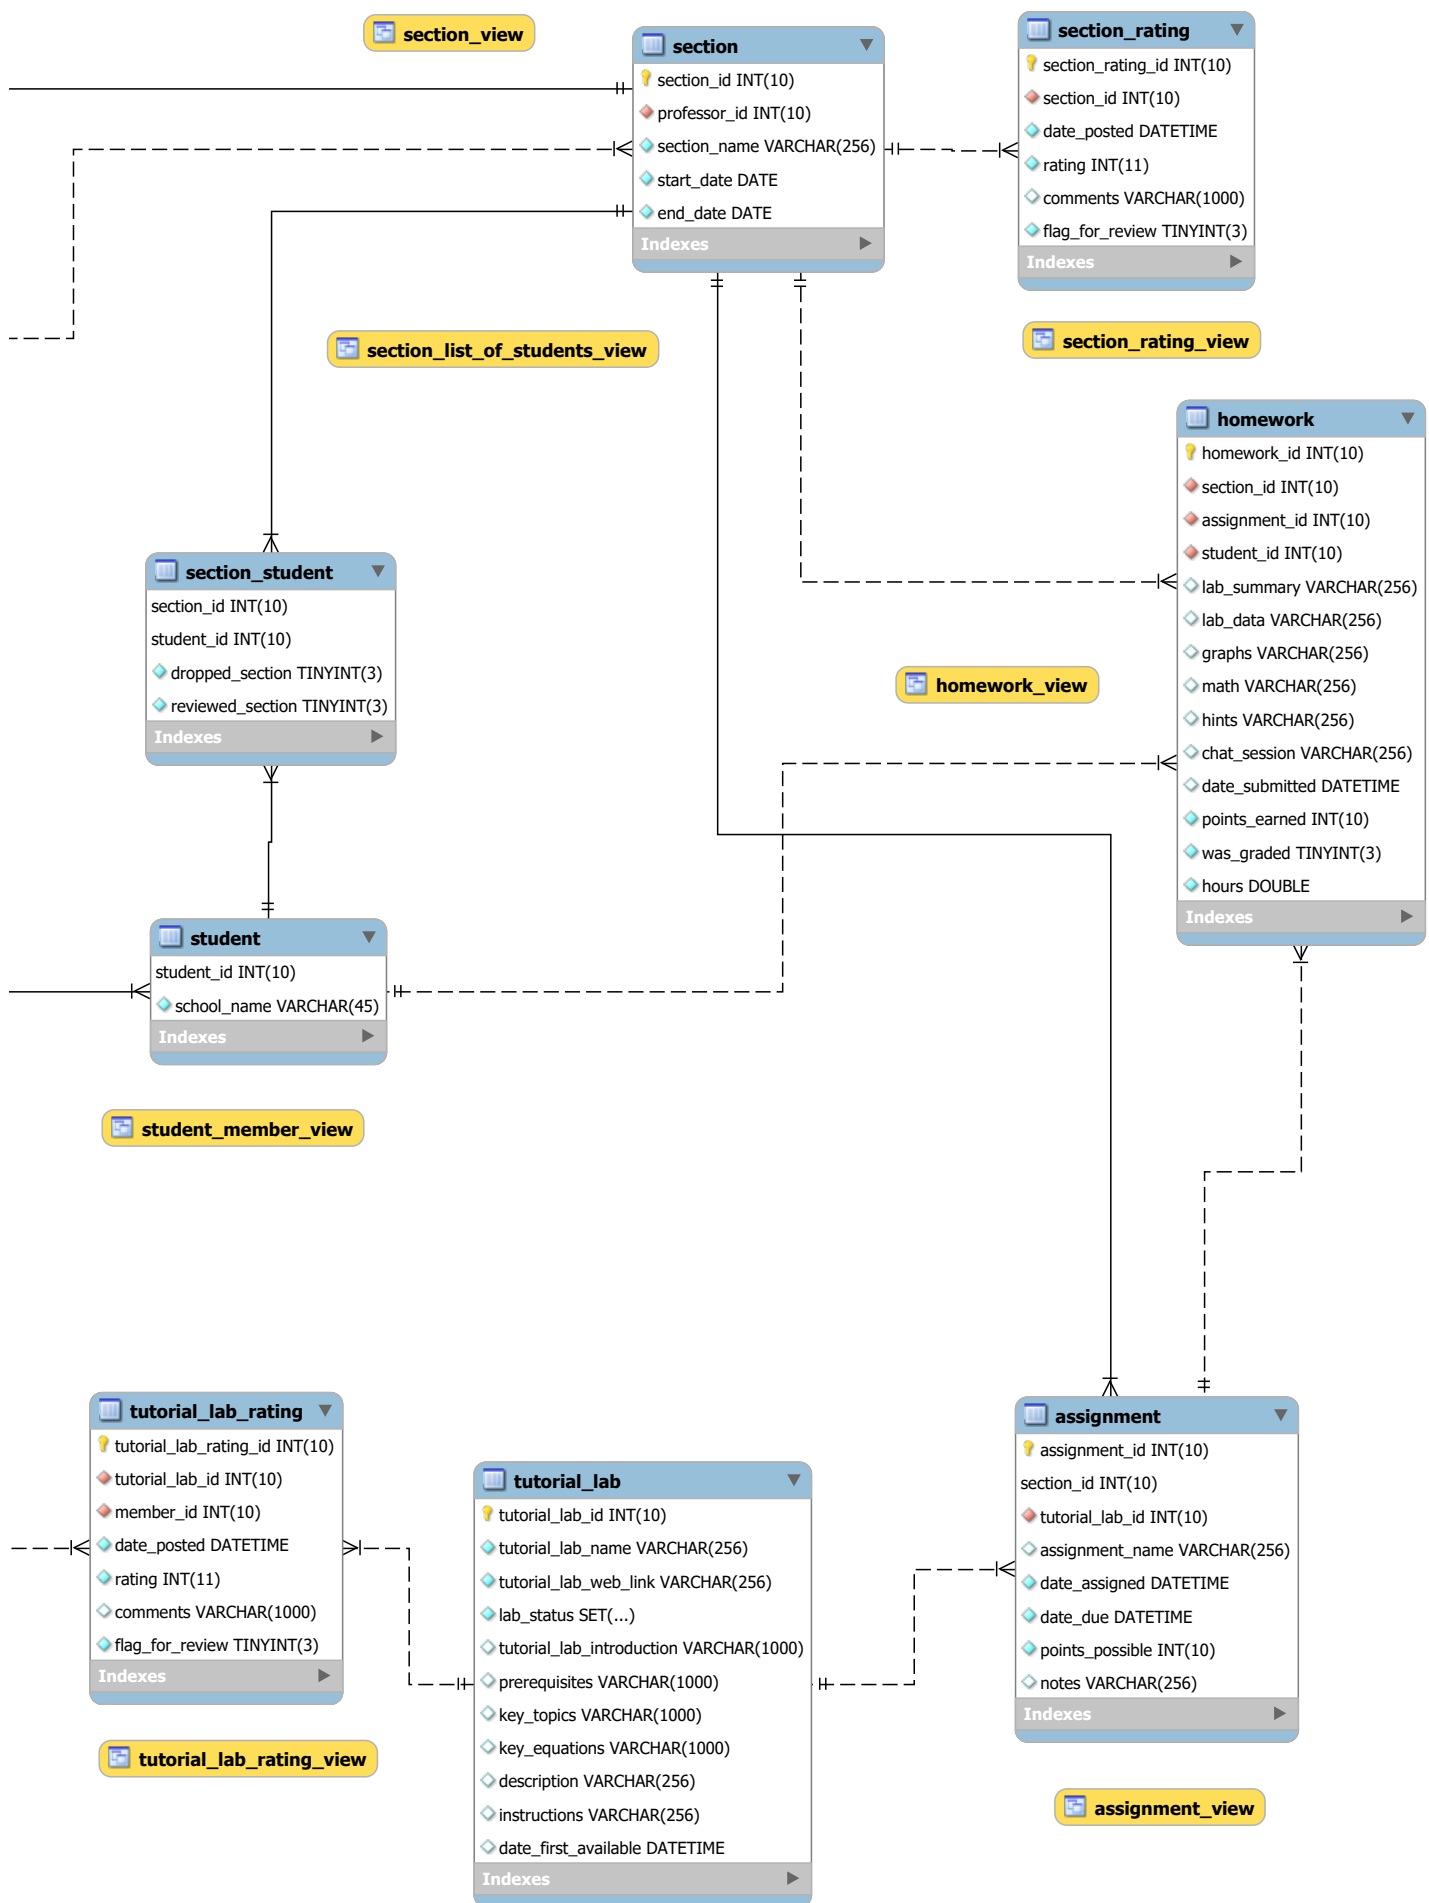 section_view
section
section_id INT(10)
professor_id INT(10)
section_name VARCHAR(256)
start_date DATE
end_date DATE
Indexes
section_rating
section_rating_id INT(10)
section_id INT(10)
date_posted DATETIME
rating INT(11)
comments VARCHAR(1000)
flag_for_review TINYINT(3)
Indexes
section_list_of_students_view
section_rating_view
homework
homework_id INT(10)
section_id INT(10)
assignment_id INT(10)
student_id INT(10)
lab_summary VARCHAR(256)
lab_data VARCHAR(256)
graphs VARCHAR(256)
math VARCHAR(256)
hints VARCHAR(256)
chat_session VARCHAR(256)
date_submitted DATETIME
points_earned INT(10)
was_graded TINYINT(3)
hours DOUBLE
Indexes
section_student
section_id INT(10)
student_id INT(10)
dropped_section TINYINT(3)
reviewed_section TINYINT(3)
Indexes
homework_view
student
student_id INT(10)
school_name VARCHAR(45)
Indexes
student_member_view
tutorial_lab_rating
tutorial_lab_rating_id INT(10)
tutorial_lab_id INT(10)
member_id INT(10)
date_posted DATETIME
rating INT(11)
comments VARCHAR(1000)
flag_for_review TINYINT(3)
Indexes
tutorial_lab_rating_view
tutorial_lab
tutorial_lab_id INT(10)
tutorial_lab_name VARCHAR(256)
tutorial_lab_web_link VARCHAR(256)
lab_status SET(...)
tutorial_lab_introduction VARCHAR(1000)
prerequisites VARCHAR(1000)
key_topics VARCHAR(1000)
key_equations VARCHAR(1000)
description VARCHAR(256)
instructions VARCHAR(256)
date_first_available DATETIME
Indexes
assignment
assignment_id INT(10)
section_id INT(10)
tutorial_lab_id INT(10)
assignment_name VARCHAR(256)
date_assigned DATETIME
date_due DATETIME
points_possible INT(10)
notes VARCHAR(256)
Indexes
assignment_view